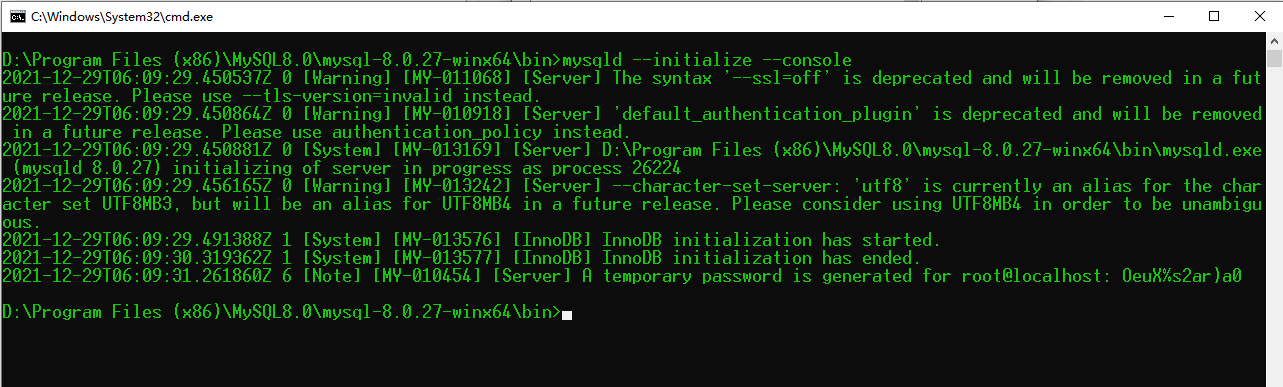 C:\Windows\System32\cmd.exe
D:\Program Files (x86)\MySQL8.0\mysql-8.0.27-winx64\bin>mysqld --initialize --console
2021-12-29T06:09:29.450537Z 0 [Warning] [MY-011068] [Server] The syntax '--ssl=off' is deprecated and will be removed in a fut
ure release. Please use --tls-version=invalid instead.
2021-12-29T06:09:29.450864Z 0 [Warning] [MY-010918] [Server] 'default_authentication_plugin' is deprecated and will be removed
 in a future release. Please use authentication_policy instead.
2021-12-29T06:09:29.450881Z 0 [System] [MY-013169] [Server] D:\Program Files (x86)\MySQL8.0\mysql-8.0.27-winx64\bin\mysqld.exe
 (mysqld 8.0.27) initializing of server in progress as process 26224
2021-12-29T06:09:29.456165Z 0 [Warning] [MY-013242] [Server] --character-set-server: 'utf8' is currently an alias for the char
acter set UTF8MB3, but will be an alias for UTF8MB4 in a future release. Please consider using UTF8MB4 in order to be unambigu
ous.
2021-12-29T06:09:29.491388Z 1 [System] [MY-013576] [InnoDB] InnoDB initialization has started.
2021-12-29T06:09:30.319362Z 1 [System] [MY-013577] [InnoDB] InnoDB initialization has ended.
2021-12-29T06:09:31.261860Z 6 [Note] [MY-010454] [Server] A temporary password is generated for root@localhost: OeuX%s2ar)a0
D:\Program Files (x86)\MySQL8.0\mysql-8.0.27-winx64\bin>